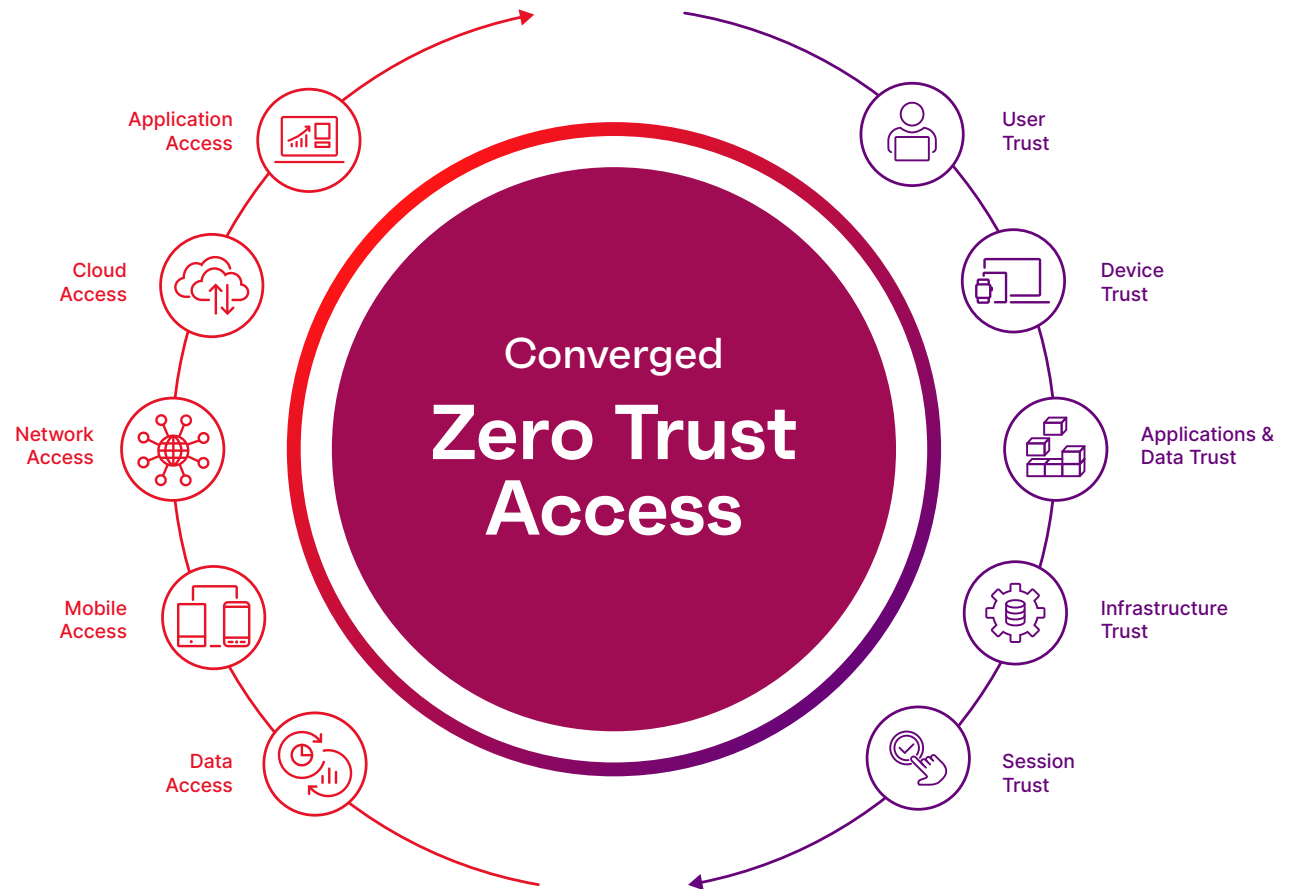 Converged
Zero Trust
Access
Application
Access
Cloud
Access
Network
Access
Mobile
Access
Data
Access
User
Trust
Device
Trust
Applications &
Data Trust
Infrastructure
Trust
Session
Trust